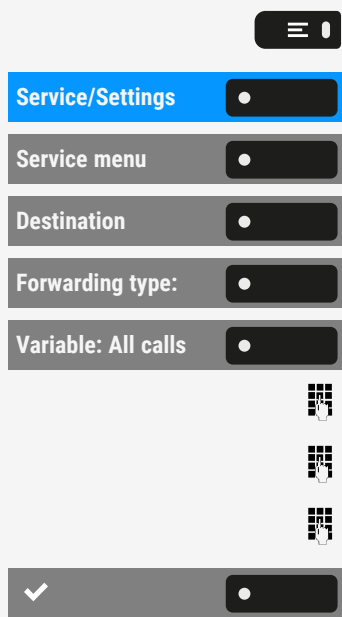 Service/Settings
Service menu
Destination
Forwarding type:
Variable: All calls